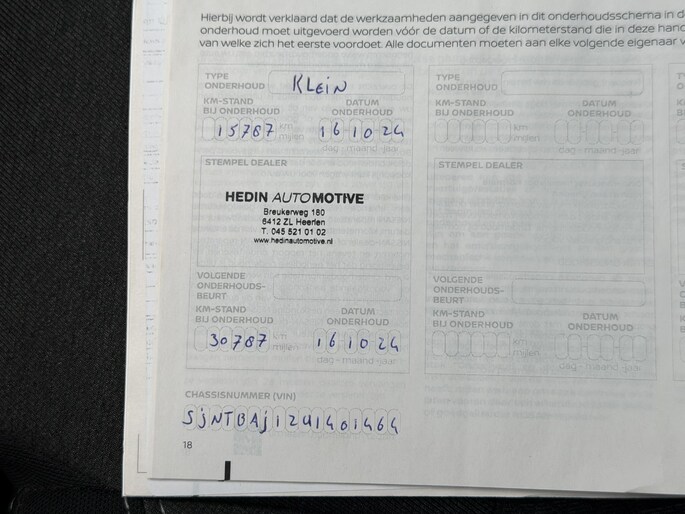 Hierbij wordt verklaard dat de werkzaamheden aangegeven in dit onderhoudsschema in d
onderhoud moet uitgevoerd worden vóór de datum of de kilometerstand die in deze hand
van welke zich het eerste voordoet. Alle documenten moeten aan elke volgende eigenaar v
TYPE
ONDERHOUD
KLEiN
KM-STAND
BIJ ONDERHOUD
DATUM
ONDERHOUD
15787 km
mijlen
16 10 24
dag - maand - jaar
STEMPEL DEALER
HEDIN AUTOMOTIVE
Breukerweg 180
6412 ZL Heerlen
T. 045 521 01 02
www.hedinautomotive.nl
VOLGENDE
ONDERHOUDS-
BEURT
KM-STAND
BIJ ONDERHOUD
DATUM
ONDERHOUD
30787 km
mijlen
16 10 24
dag - maand - jaar
TYPE
ONDERHOUD
KM-STAND
BIJ ONDERHOUD
DATUM
ONDERHOUD
km
mijlen
dag - maand - jaar
STEMPEL DEALER
VOLGENDE
ONDERHOUDS-
BEURT
KM-STAND
BIJ ONDERHOUD
DATUM
ONDERHOUD
km
mijlen
dag - maand - jaar
CHASSISNUMMER (VIN)
18